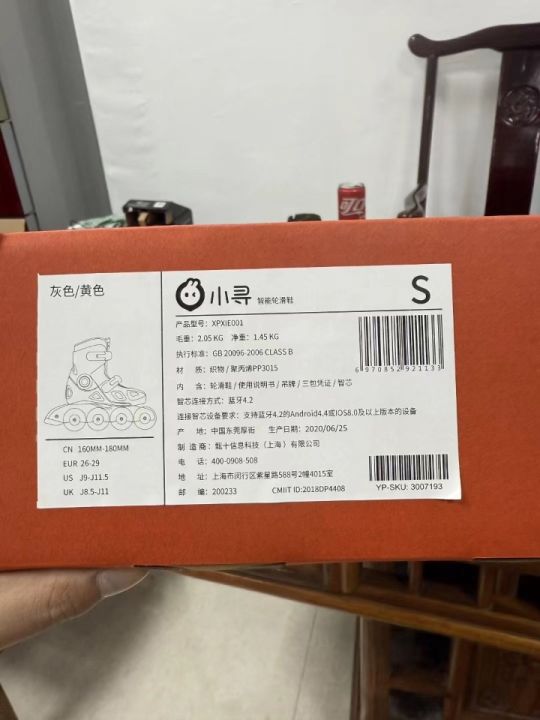 灰色/黄色
小寻 智能轮滑鞋
S
产品型号: XPXIE001
毛重: 2.05 KG 净重: 1.45 KG
执行标准: GB 20096-2006 CLASS B
材 质: 织物 / 聚丙烯PP3015
内 含: 轮滑鞋 / 使用说明书 / 吊牌 / 三包凭证 / 智芯
智芯连接方式: 蓝牙4.2
连接智芯设备要求: 支持蓝牙4.2的Android4.4或IOS8.0及以上版本的设备
产 地: 中国东莞厚街 生产日期: 2020/06/25
制 造 商: 甄十信息科技（上海）有限公司
电 话: 400-0908-508
地 址: 上海市闵行区紫星路588号2幢4015室
邮 编: 200233 CMIIT ID:2018DP4408
6970852921133
YP-SKU: 3007193
CN 160MM-180MM
EUR 26-29
US J9-J11.5
UK J8.5-J11
可口